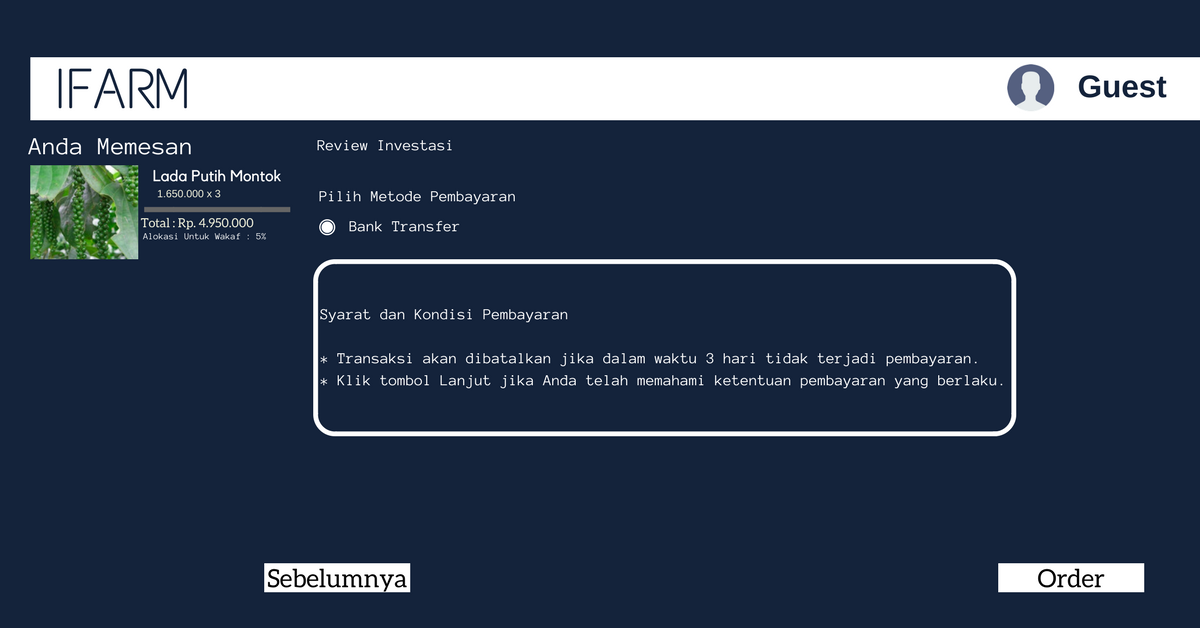 IFARM
Guest
Anda Memesan
Lada Putih Montok
1.650.000 x 3
Total : Rp. 4.950.000
Alokasi Untuk Wakaf : 5%
Review Investasi
Pilih Metode Pembayaran
Bank Transfer
Syarat dan Kondisi Pembayaran
* Transaksi akan dibatalkan jika dalam waktu 3 hari tidak terjadi pembayaran.
* Klik tombol Lanjut jika Anda telah memahami ketentuan pembayaran yang berlaku.
Sebelumnya
Order